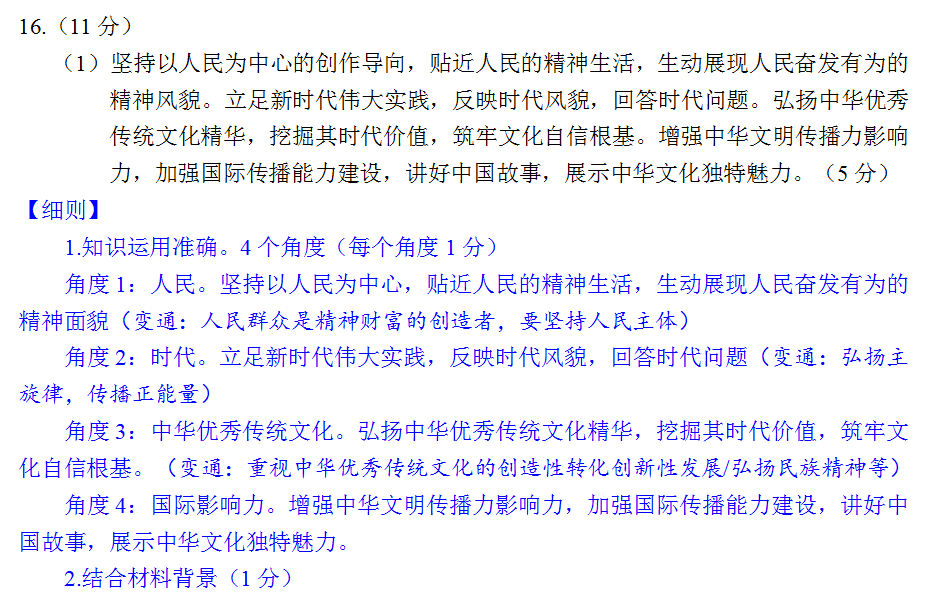 16.（11 分）
（1）坚持以人民为中心的创作导向，贴近人民的精神生活，生动展现人民奋发有为的
精神风貌。立足新时代伟大实践，反映时代风貌，回答时代问题。弘扬中华优秀
传统文化精华，挖掘其时代价值，筑牢文化自信根基。增强中华文明传播力影响
力，加强国际传播能力建设，讲好中国故事，展示中华文化独特魅力。（5 分）
【细则】
1.知识运用准确。4 个角度（每个角度 1 分）
角度 1：人民。坚持以人民为中心，贴近人民的精神生活，生动展现人民奋发有为的
精神面貌（变通：人民群众是精神财富的创造者，要坚持人民主体）
角度 2：时代。立足新时代伟大实践，反映时代风貌，回答时代问题（变通：弘扬主
旋律，传播正能量）
角度 3：中华优秀传统文化。弘扬中华优秀传统文化精华，挖掘其时代价值，筑牢文
化自信根基。（变通：重视中华优秀传统文化的创造性转化创新性发展/弘扬民族精神等）
角度 4：国际影响力。增强中华文明传播力影响力，加强国际传播能力建设，讲好中
国故事，展示中华文化独特魅力。
2.结合材料背景（1 分）